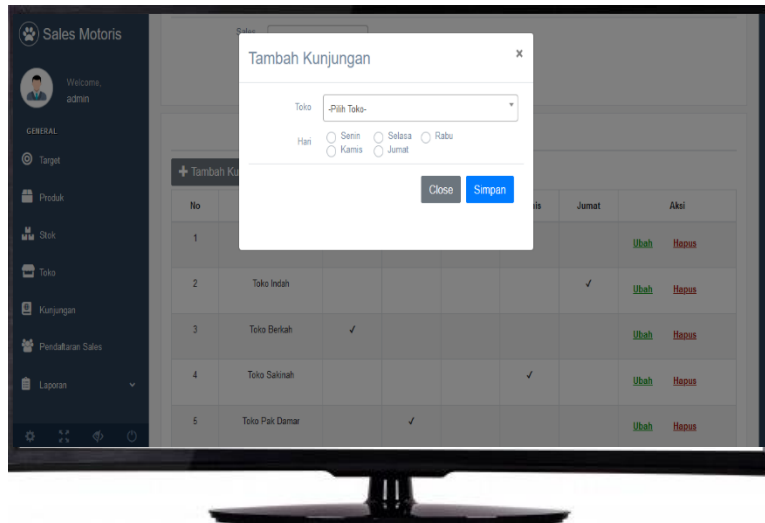 Sales Motoris
Welcome,
admin
GENERAL
Target
Produk
Stok
Toko
Kunjungan
Pendaftaran Sales
Laporan
Sales
Tambah Kunjungan
x
Toko
-Pilih Toko-
Hari
Senin Selasa Rabu
Kamis Jumat
Close Simpan
No Jumat Aksi
1 Ubah Hapus
2 Toko Indah ✓ Ubah Hapus
3 Toko Berkah ✓ Ubah Hapus
4 Toko Sakinah ✓ Ubah Hapus
5 Toko Pak Damar ✓ Ubah Hapus